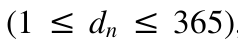 (1 ≤ dₙ ≤ 365),